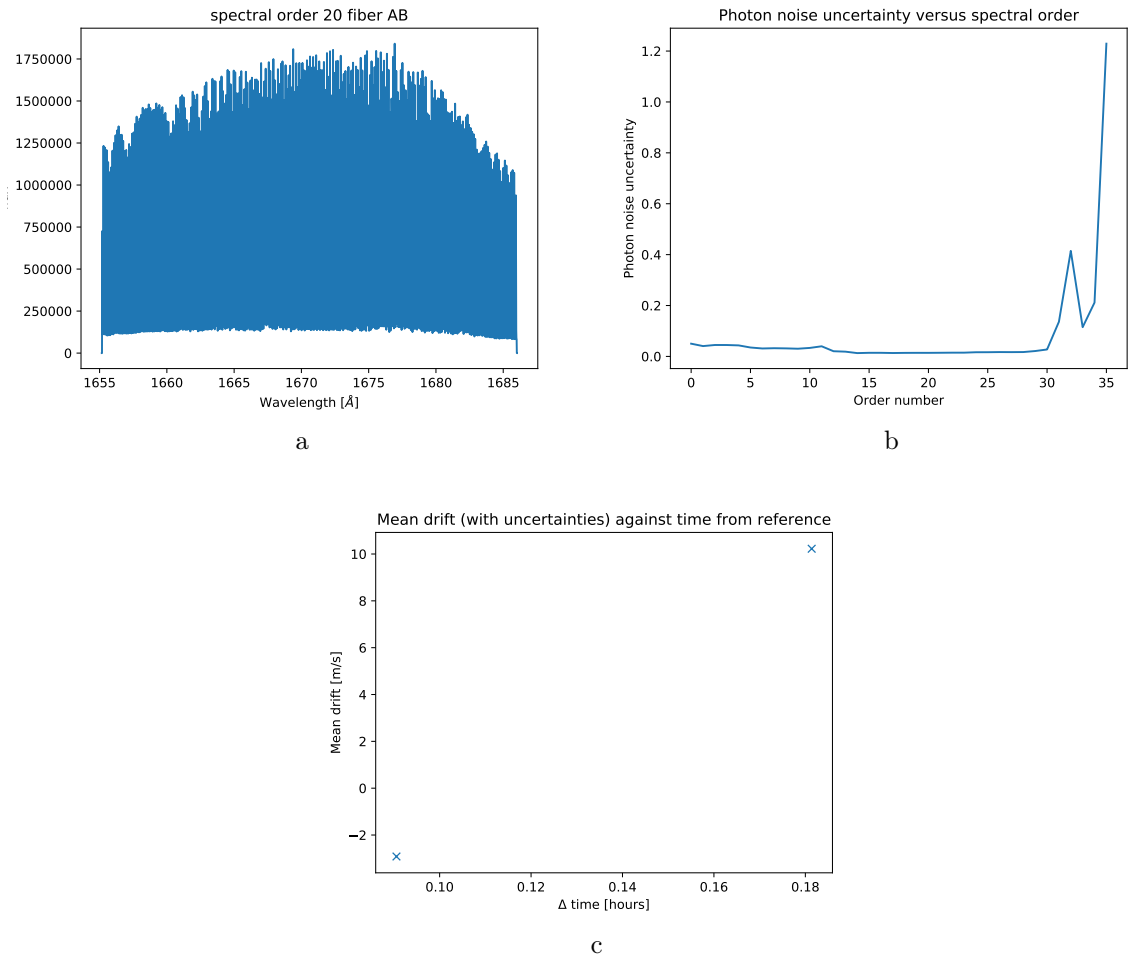 spectral order 20 fiber AB
1750000
1500000
1250000
1000000
750000
500000
250000
0
1655 1660 1665 1670 1675 1680 1685
Wavelength [Å]
a
Photon noise uncertainty versus spectral order
Photon noise uncertainty
1.2
1.0
0.8
0.6
0.4
0.2
0.0
0 5 10 15 20 25 30 35
Order number
b
Mean drift (with uncertainties) against time from reference
Mean drift [m/s]
10
8
6
4
2
0
−2
0.10 0.12 0.14 0.16 0.18
Δ time [hours]
c